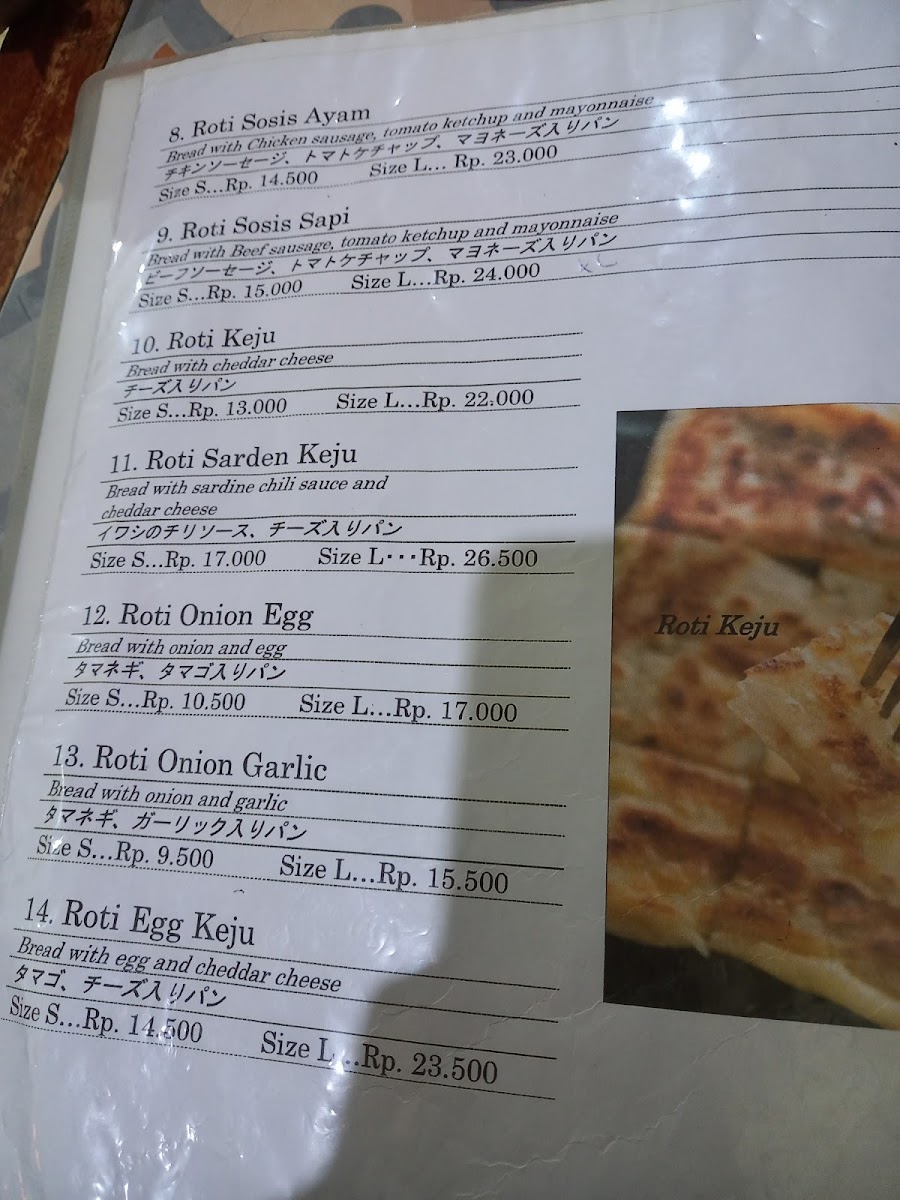 8. Roti Sosis Ayam
Bread with Chicken sausage, tomato ketchup and mayonnaise
チキンソーセージ、トマトケチャップ、マヨネーズ入りパン
Size S...Rp. 14.500 Size L... Rp. 23.000
9. Roti Sosis Sapi
Bread with Beef sausage, tomato ketchup and mayonnaise
ビーフソーセージ、トマトケチャップ、マヨネーズ入りパン
Size S...Rp. 15.000 Size L...Rp. 24.000
10. Roti Keju
Bread with cheddar cheese
チーズ入りパン
Size S...Rp. 13.000 Size L...Rp. 22.000
11. Roti Sarden Keju
Bread with sardine chili sauce and
cheddar cheese
イワシのチリソース、チーズ入りパン
Size S...Rp. 17.000 Size L･･･Rp. 26.500
12. Roti Onion Egg
Bread with onion and egg
タマネギ、タマゴ入りパン
Size S...Rp. 10.500 Size L...Rp. 17.000
13. Roti Onion Garlic
Bread with onion and garlic
タマネギ、ガーリック入りパン
Size S...Rp. 9.500 Size L...Rp. 15.500
14. Roti Egg Keju
Bread with egg and cheddar cheese
タマゴ、チーズ入りパン
Size S...Rp. 14.500 Size L...Rp. 23.500
Roti Keju